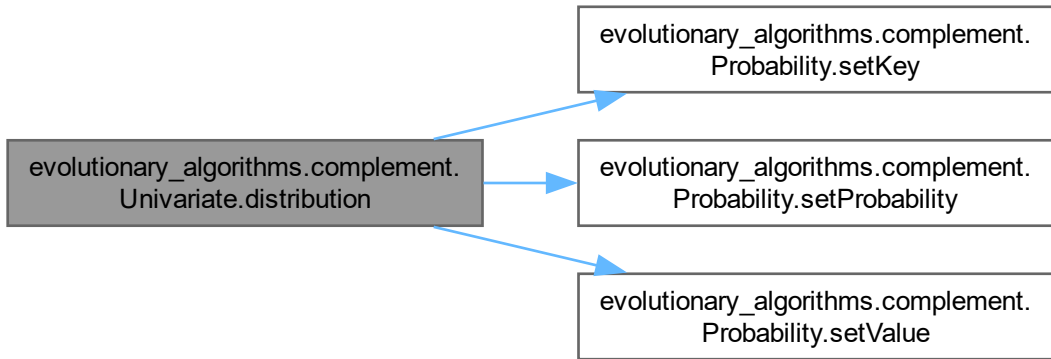 evolutionary_algorithms.complement.
Probability.setKey
evolutionary_algorithms.complement.
Univariate.distribution
evolutionary_algorithms.complement.
Probability.setProbability
evolutionary_algorithms.complement.
Probability.setValue